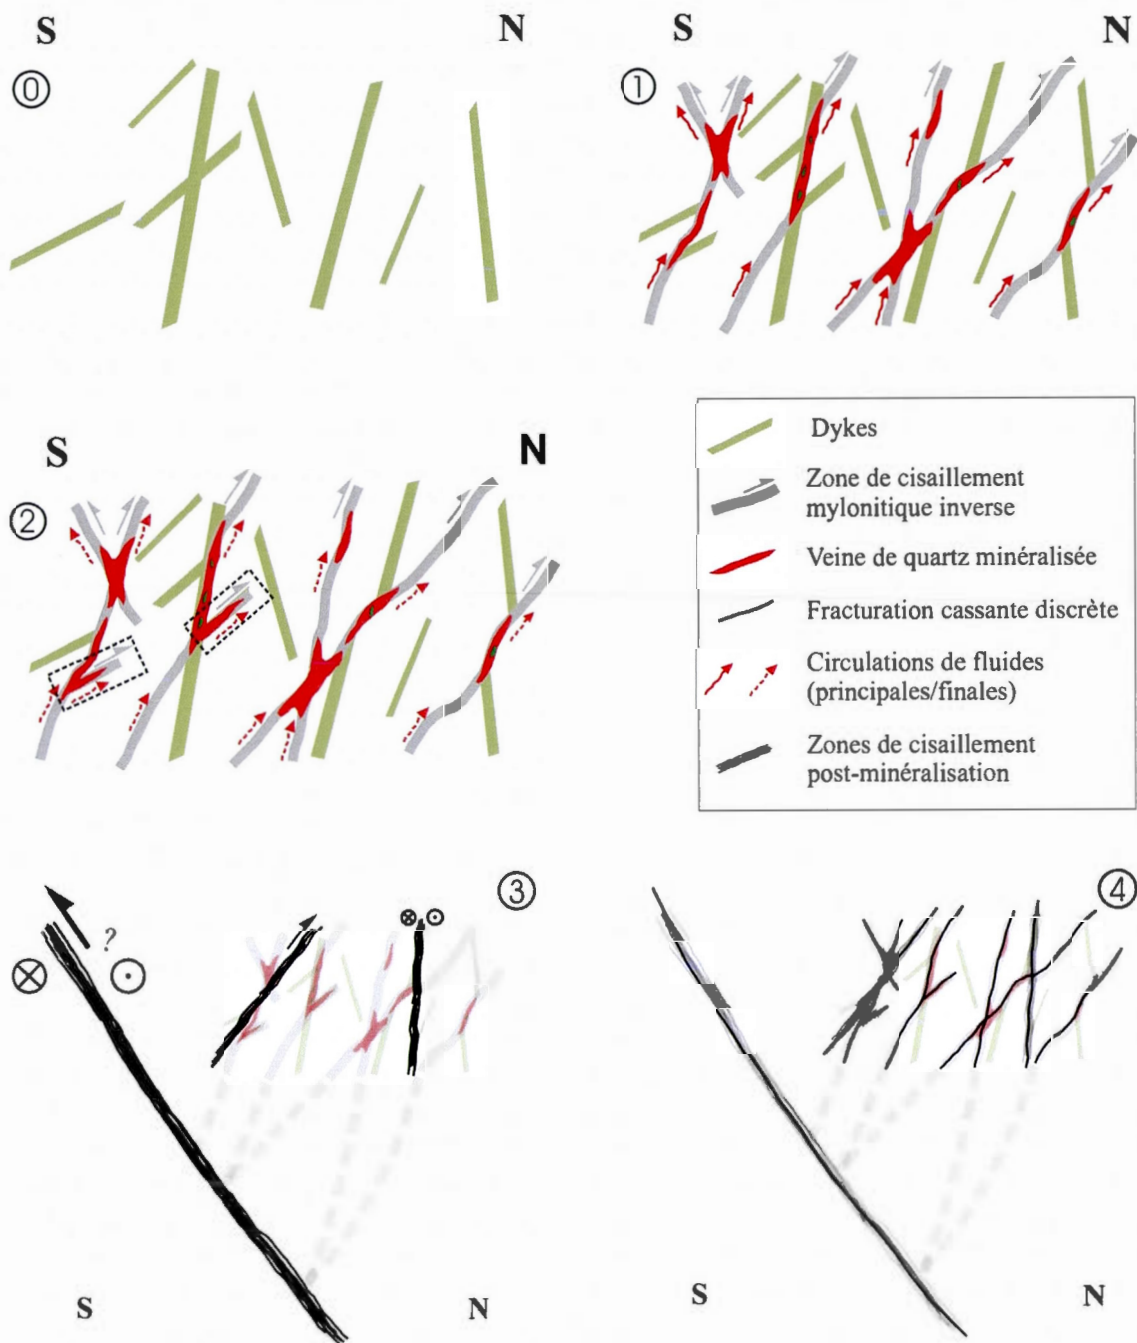 S N
⓪
S N
①
S N
②
Dykes
Zone de cisaillement
mylonitique inverse
Veine de quartz minéralisée
Fracturation cassante discrète
Circulations de fluides
(principales/finales)
Zones de cisaillement
post-minéralisation
③
?
S N
④
S N